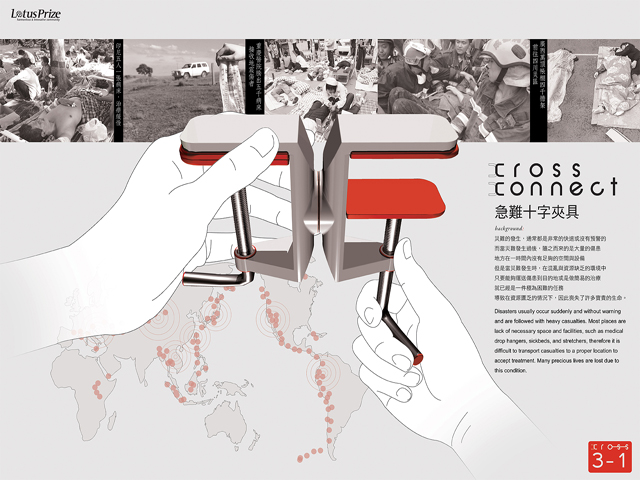 LotusPrize
cross
connect
急難十字夾具
background:
災難的發生，通常都是非常的快速或沒有預警的
而當災難發生過後，隨之而來的是大量的傷患
地方在一時間內沒有足夠的空間與設備
但是當災難發生時，在混亂與資源缺乏的環境中
只要能夠運送傷患到目的地或是做簡易的治療
就已經是一件極為困難的任務
導致在資源匱乏的情況下，因此喪失了許多寶貴的生命。
Disasters usually occur suddenly and without warning
and are followed with heavy casualties. Most places are
lack of necessary space and facilities, such as medical
drop hangers, sickbeds, and stretchers, therefore it is
difficult to transport casualties to a proper location to
accept treatment. Many precious lives are lost due to
this condition.
cross
3-1